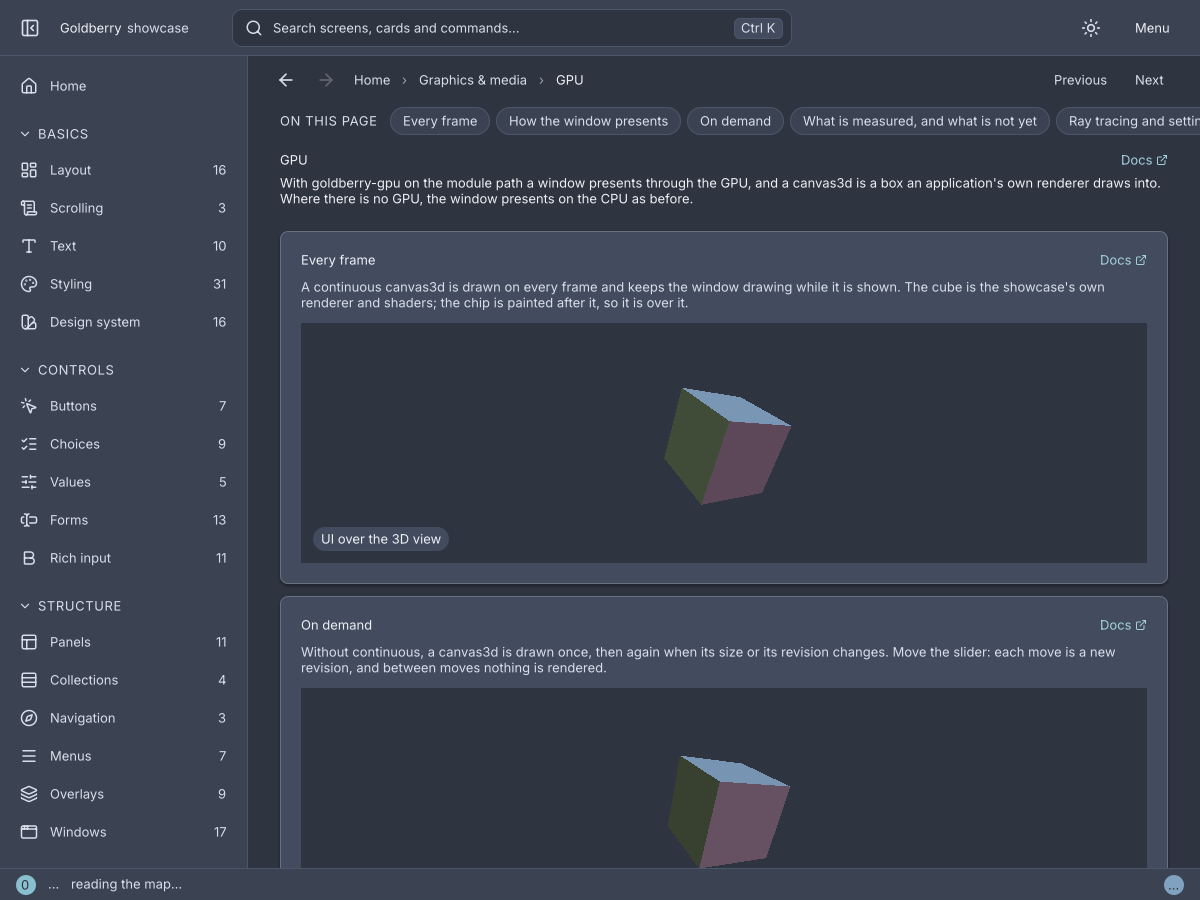 Goldberry showcase
Search screens, cards and commands...
Ctrl K
Menu
Home
BASICS
Layout 16
Scrolling 3
Text 10
Styling 31
Design system 16
CONTROLS
Buttons 7
Choices 9
Values 5
Forms 13
Rich input 11
STRUCTURE
Panels 11
Collections 4
Navigation 3
Menus 7
Overlays 9
Windows 17
Home › Graphics & media › GPU
Previous
Next
ON THIS PAGE
Every frame
How the window presents
On demand
What is measured, and what is not yet
Ray tracing and settin
GPU
Docs
With goldberry-gpu on the module path a window presents through the GPU, and a canvas3d is a box an application's own renderer draws into.
Where there is no GPU, the window presents on the CPU as before.
Every frame
Docs
A continuous canvas3d is drawn on every frame and keeps the window drawing while it is shown. The cube is the showcase's own
renderer and shaders; the chip is painted after it, so it is over it.
UI over the 3D view
On demand
Docs
Without continuous, a canvas3d is drawn once, then again when its size or its revision changes. Move the slider: each move is a new
revision, and between moves nothing is rendered.
0 ... reading the map...
...